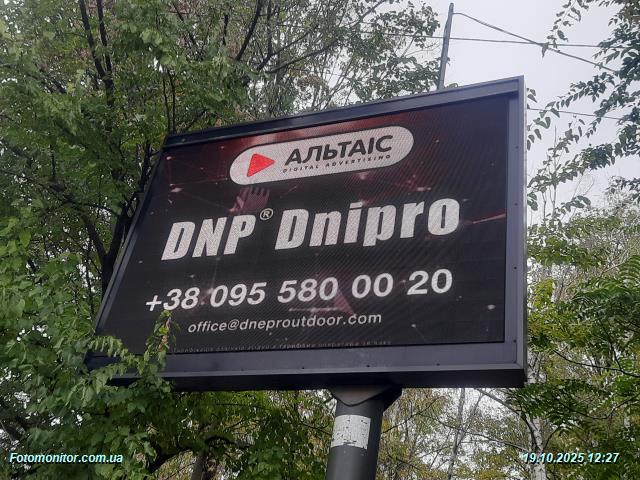 АЛЬТАІС
DIGITAL ADVERTISING
DNP® Dnipro
+38 095 580 00 20
office@dneproutdoor.com
Fotomonitor.com.ua
19.10.2025 12:27